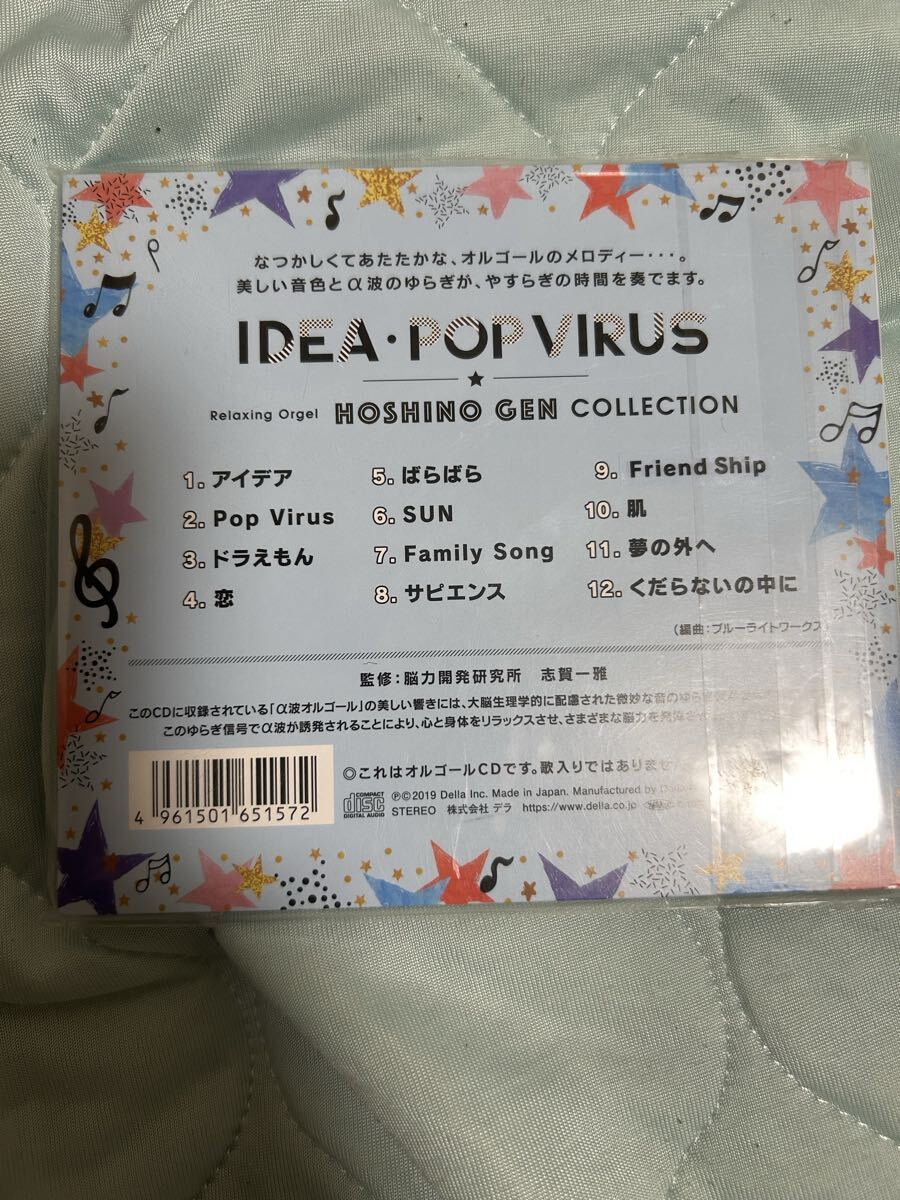 なつかしくてあたたかな、オルゴールのメロディー･･･。
美しい音色とα波のゆらぎが、やすらぎの時間を奏でます。
IDEA・POP VIRUS
Relaxing Orgel HOSHINO GEN COLLECTION
1. アイデア
2. Pop Virus
3. ドラえもん
4. 恋
5. ばらばら
6. SUN
7. Family Song
8. サピエンス
9. Friend Ship
10. 肌
11. 夢の外へ
12. くだらないの中に
(編曲:ブルーライトワークス
監修:脳力開発研究所 志賀一雅
このCDに収録されている「α波オルゴール」の美しい響きには、大脳生理学的に配慮された微妙な音のゆら
このゆらぎ信号でα波が誘発されることにより、心と身体をリラックスさせ、さまざまな脳力を発揮
◎これはオルゴールCDです。歌入りではありませ
COMPACT disc DIGITAL AUDIO
℗©2019 Della Inc. Made in Japan. Manufactured by
STEREO 株式会社 デラ https://www.della.co.jp
4 961501 651572